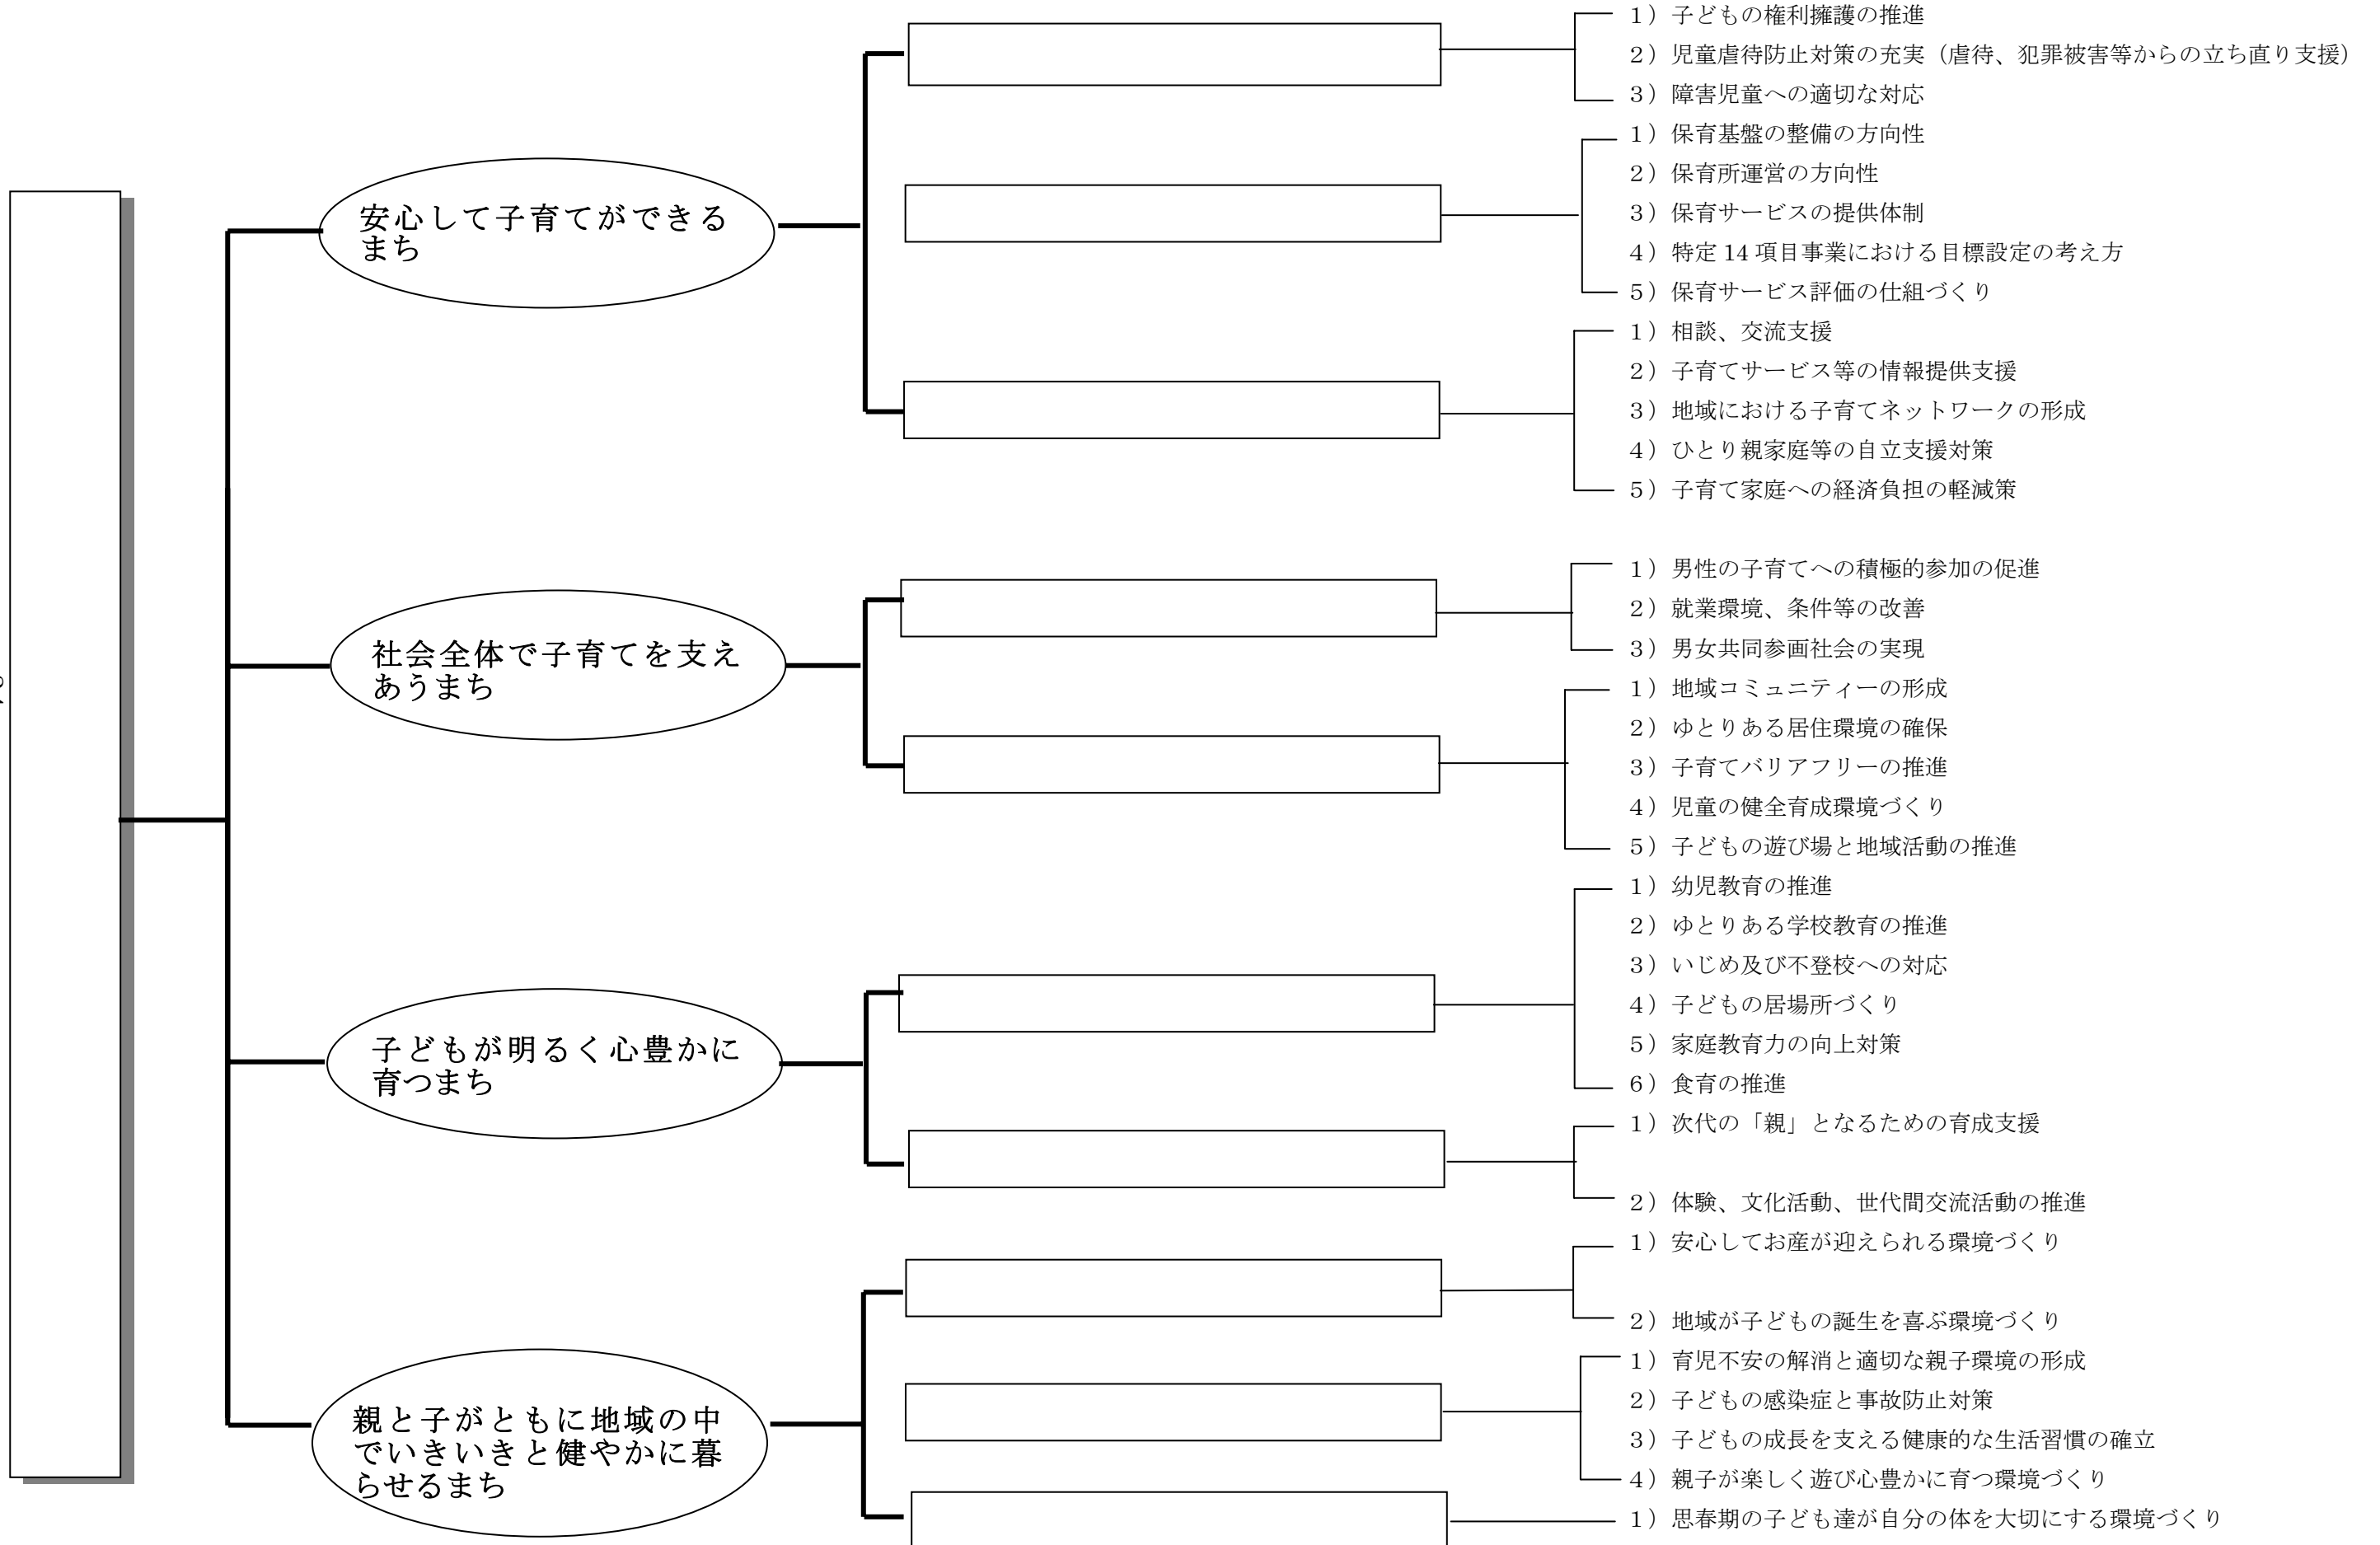 安心して子育てができる
まち
1）子どもの権利擁護の推進
2）児童虐待防止対策の充実（虐待、犯罪被害等からの立ち直り支援）
3）障害児童への適切な対応
1）保育基盤の整備の方向性
2）保育所運営の方向性
3）保育サービスの提供体制
4）特定 14 項目事業における目標設定の考え方
5）保育サービス評価の仕組づくり
1）相談、交流支援
2）子育てサービス等の情報提供支援
3）地域における子育てネットワークの形成
4）ひとり親家庭等の自立支援対策
5）子育て家庭への経済負担の軽減策
社会全体で子育てを支え
あうまち
1）男性の子育てへの積極的参加の促進
2）就業環境、条件等の改善
3）男女共同参画社会の実現
1）地域コミュニティーの形成
2）ゆとりある居住環境の確保
3）子育てバリアフリーの推進
4）児童の健全育成環境づくり
5）子どもの遊び場と地域活動の推進
子どもが明るく心豊かに
育つまち
1）幼児教育の推進
2）ゆとりある学校教育の推進
3）いじめ及び不登校への対応
4）子どもの居場所づくり
5）家庭教育力の向上対策
6）食育の推進
1）次代の「親」となるための育成支援
2）体験、文化活動、世代間交流活動の推進
親と子がともに地域の中
でいきいきと健やかに暮
らせるまち
1）安心してお産が迎えられる環境づくり
2）地域が子どもの誕生を喜ぶ環境づくり
1）育児不安の解消と適切な親子環境の形成
2）子どもの感染症と事故防止対策
3）子どもの成長を支える健康的な生活習慣の確立
4）親子が楽しく遊び心豊かに育つ環境づくり
1）思春期の子ども達が自分の体を大切にする環境づくり